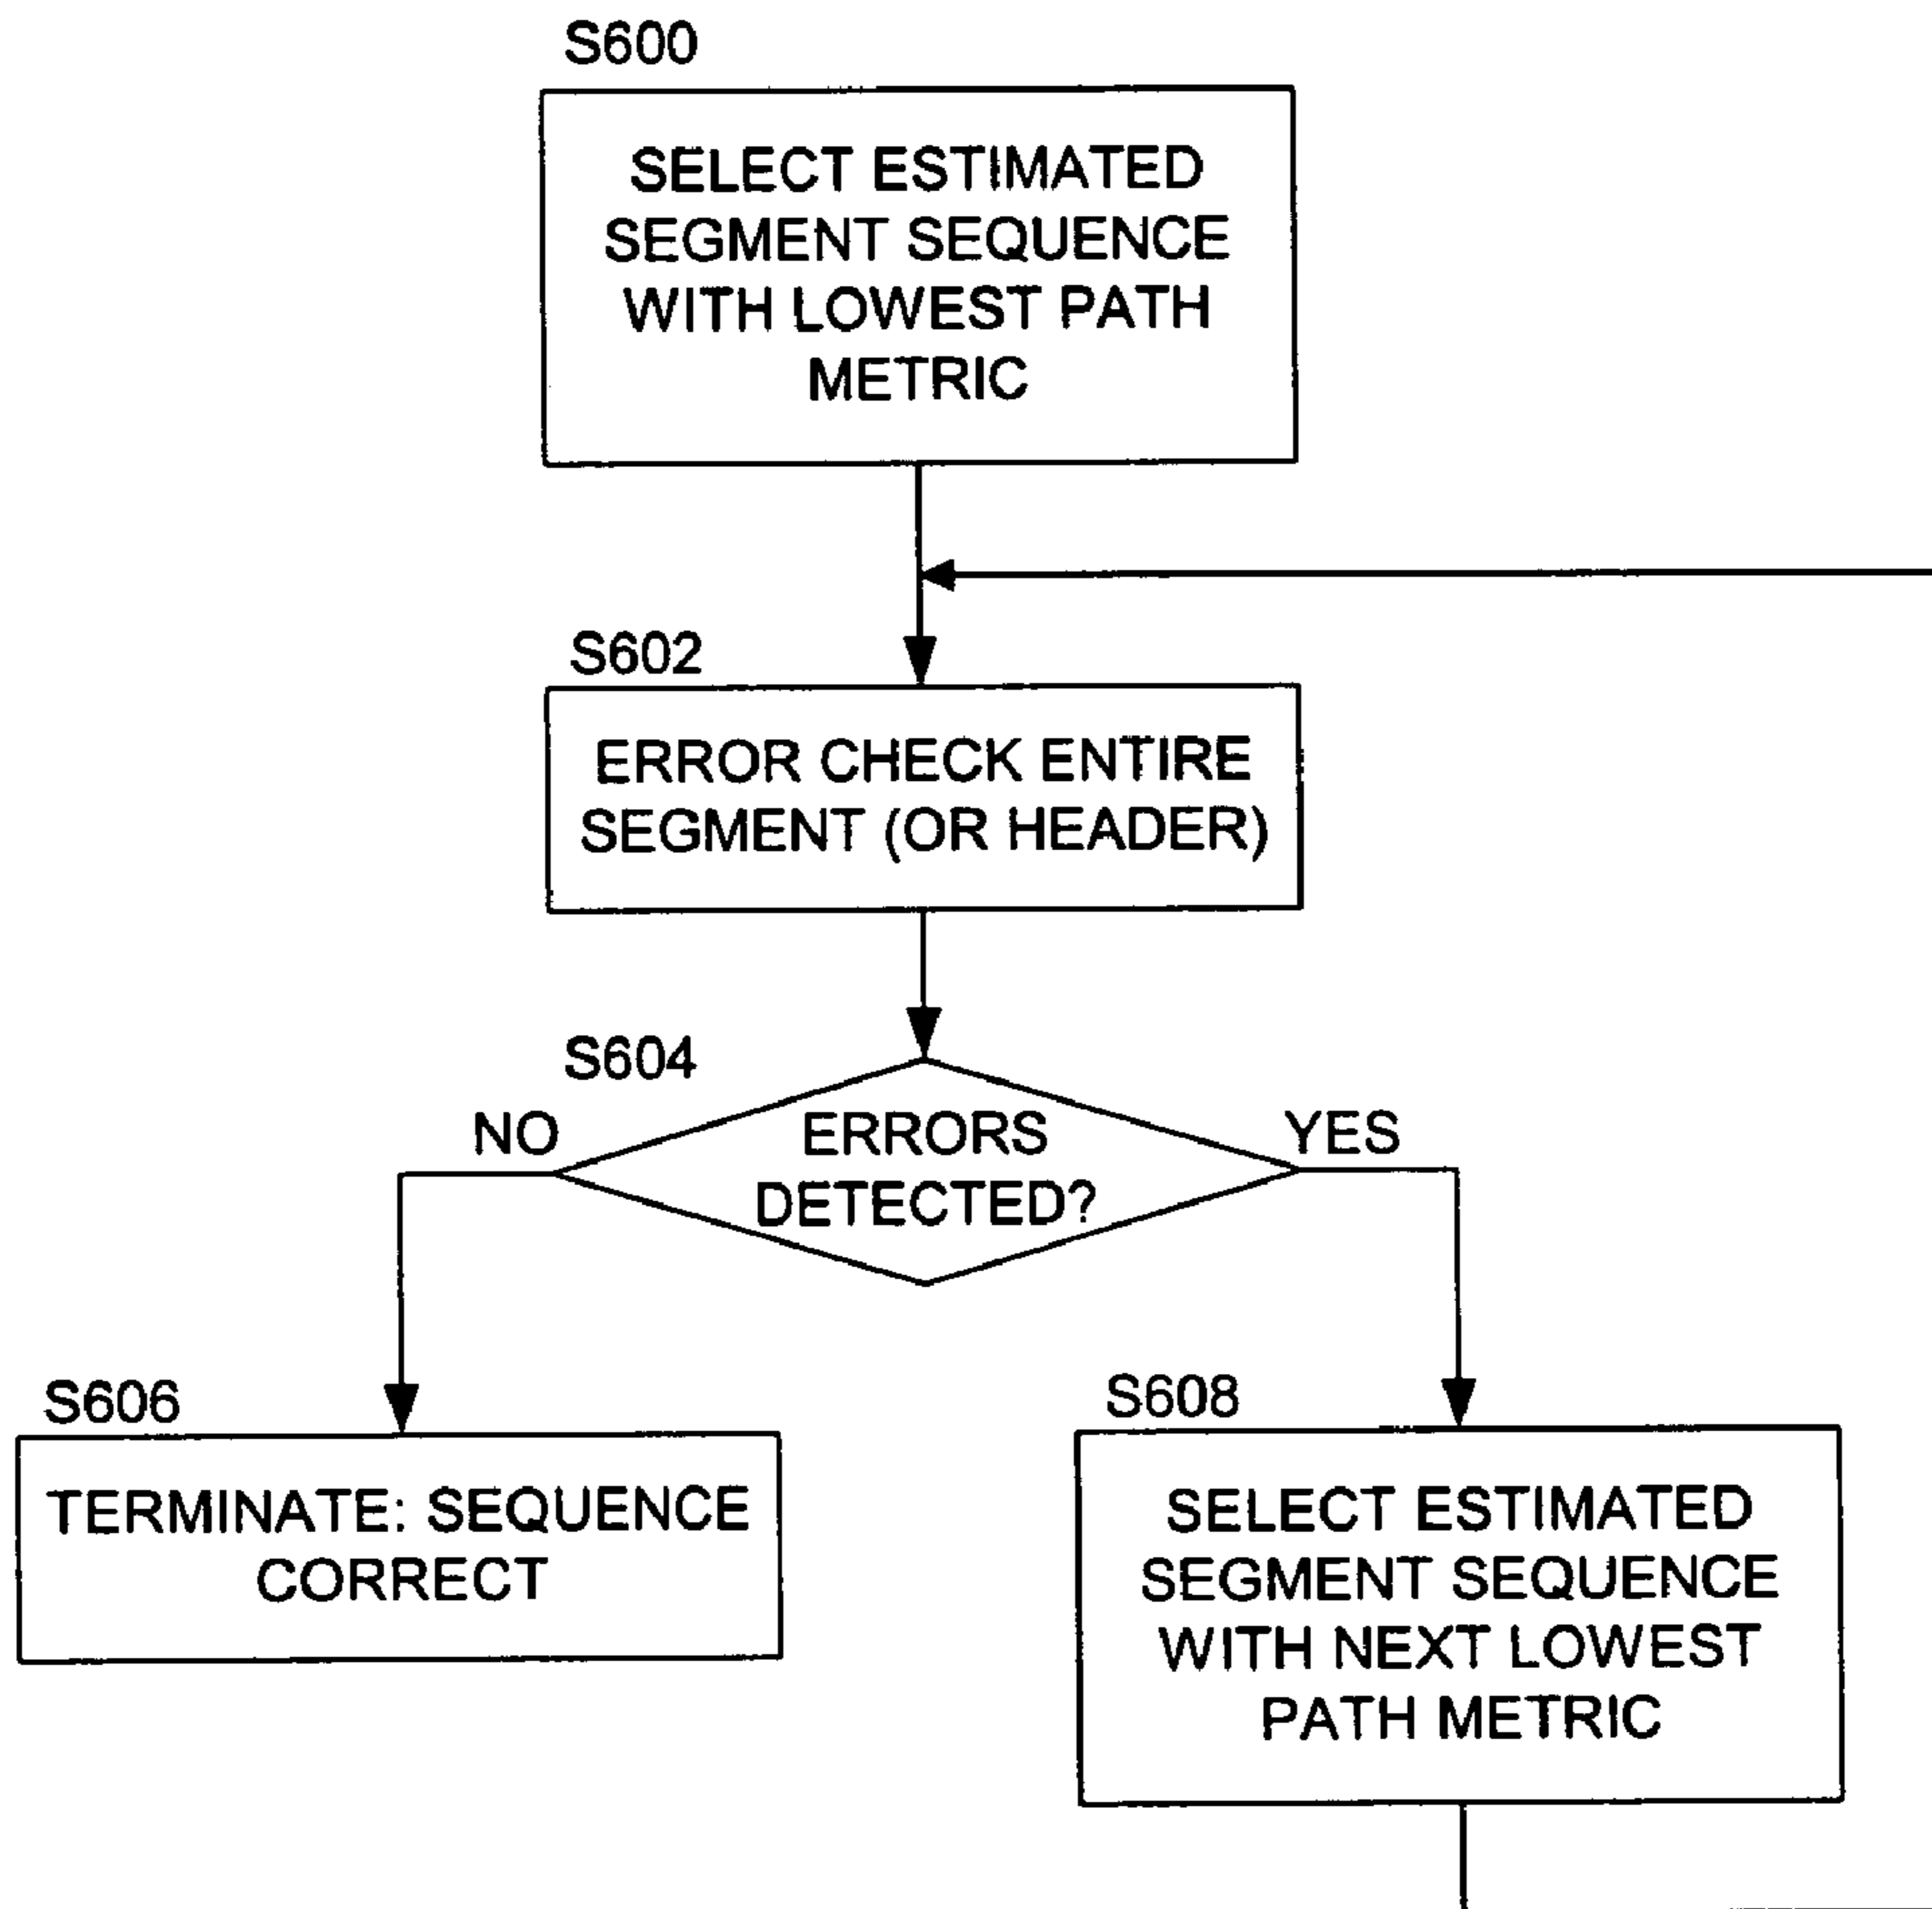 S600
SELECT ESTIMATED
SEGMENT SEQUENCE
WITH LOWEST PATH
METRIC
S602
ERROR CHECK ENTIRE
SEGMENT (OR HEADER)
S604
NO
ERRORS
DETECTED?
YES
S606
TERMINATE: SEQUENCE
CORRECT
S608
SELECT ESTIMATED
SEGMENT SEQUENCE
WITH NEXT LOWEST
PATH METRIC